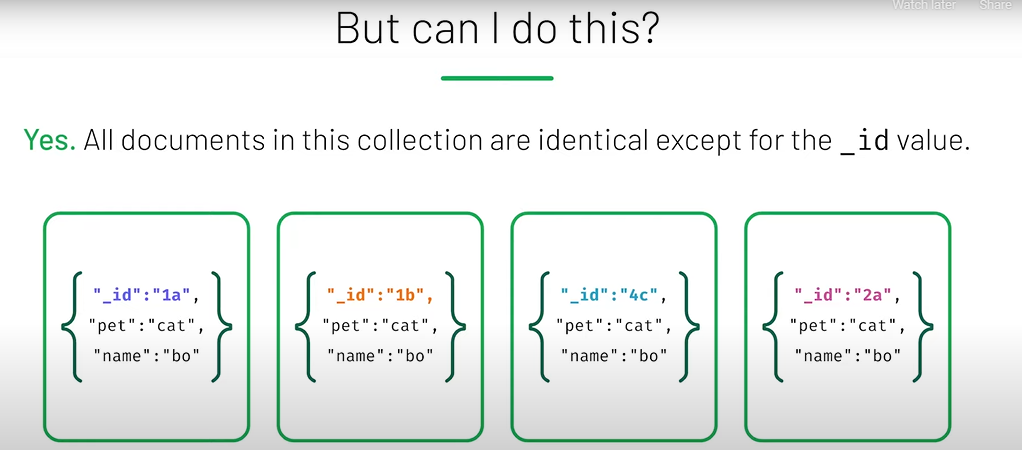 Watch later Share
But can I do this?
Yes. All documents in this collection are identical except for the _id value.
"_id":"1a",
"pet":"cat",
"name":"bo"
"_id":"1b",
"pet":"cat",
"name":"bo"
"_id":"4c",
"pet":"cat",
"name":"bo"
"_id":"2a",
"pet":"cat",
"name":"bo"